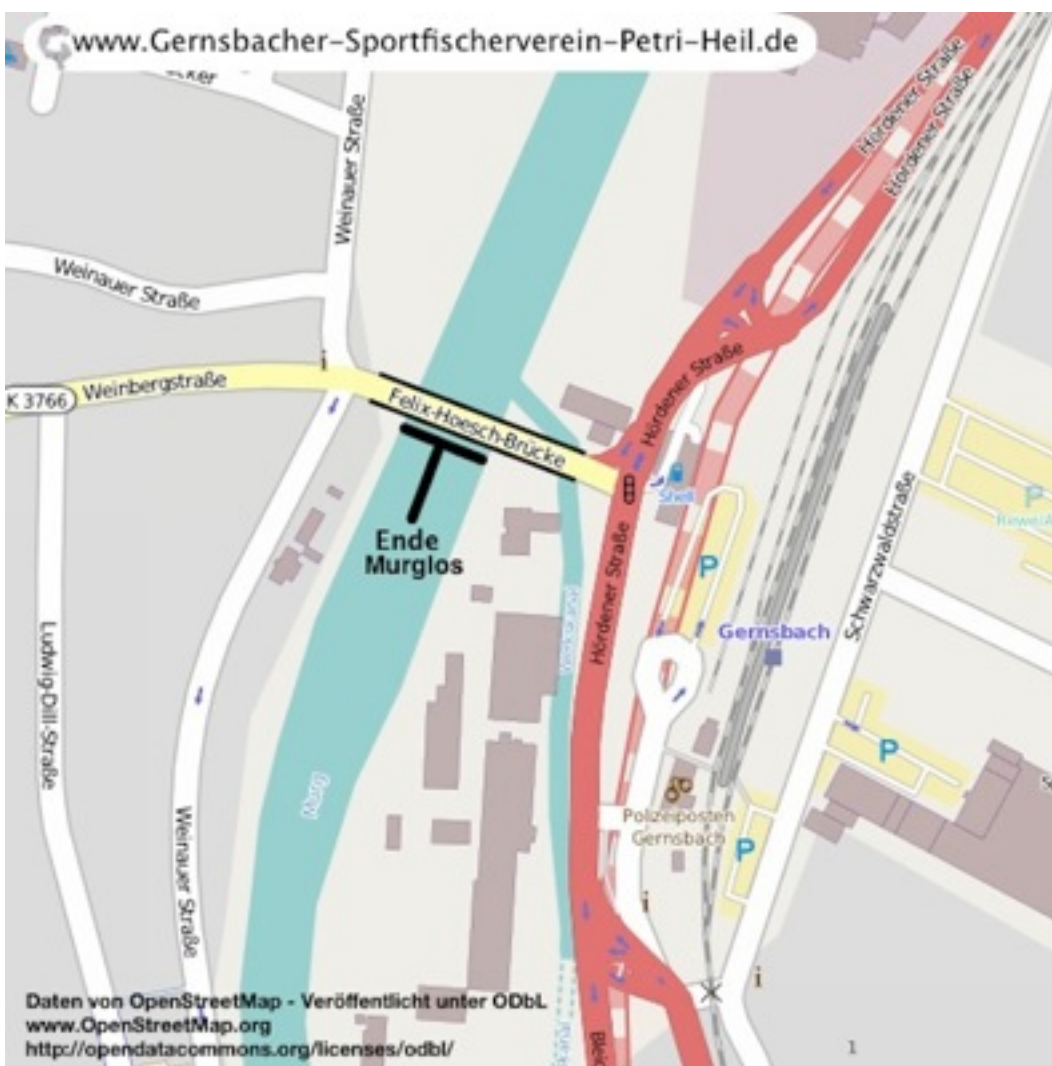 www.Gernsbacher-Sportfischerverein-Petri-Heil.de
Hördener Straße
Hördener Straße
Weinauer Straße
Weinauer Straße
K 3766
Weinbergstraße
i
Felix-Hoesch-Brücke
Hördener Straße
Shell
P
Ende
Murglos
Hördener Straße
P
Schwarzwaldstraße
Gernsbach
Werkskanal
Ludwig-Dill-Straße
Murg
Weinauer Straße
P
Polizeiposten
Gernsbach
P
i
i
Daten von OpenStreetMap - Veröffentlicht unter ODbL
www.OpenStreetMap.org
http://opendatacommons.org/licenses/odbl/
1